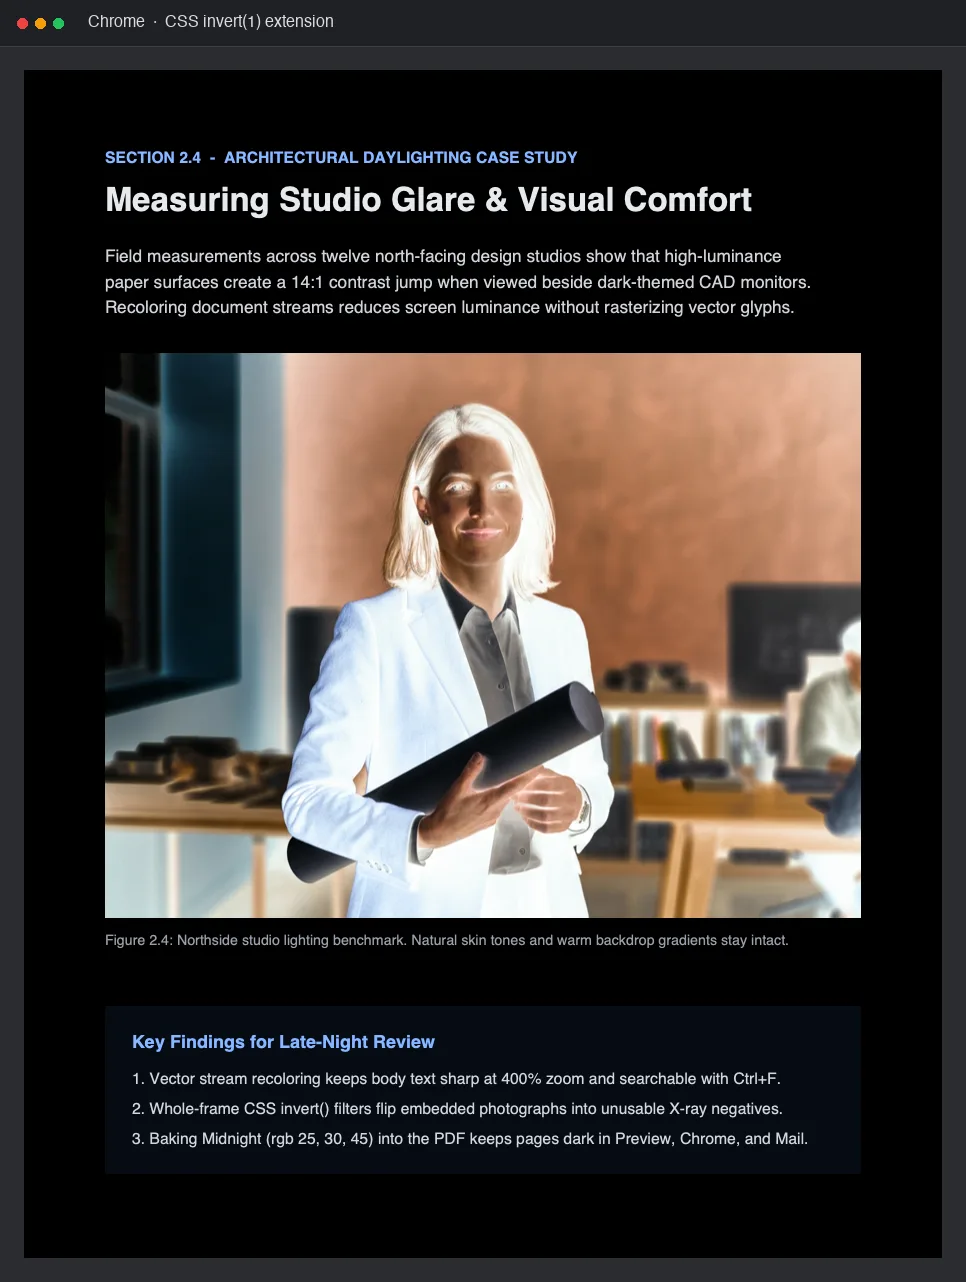 Chrome · CSS invert(1) extension
SECTION 2.4 - ARCHITECTURAL DAYLIGHTING CASE STUDY
Measuring Studio Glare & Visual Comfort
Field measurements across twelve north-facing design studios show that high-luminance
paper surfaces create a 14:1 contrast jump when viewed beside dark-themed CAD monitors.
Recoloring document streams reduces screen luminance without rasterizing vector glyphs.
Figure 2.4: Northside studio lighting benchmark. Natural skin tones and warm backdrop gradients stay intact.
Key Findings for Late-Night Review
1. Vector stream recoloring keeps body text sharp at 400% zoom and searchable with Ctrl+F.
2. Whole-frame CSS invert() filters flip embedded photographs into unusable X-ray negatives.
3. Baking Midnight (rgb 25, 30, 45) into the PDF keeps pages dark in Preview, Chrome, and Mail.